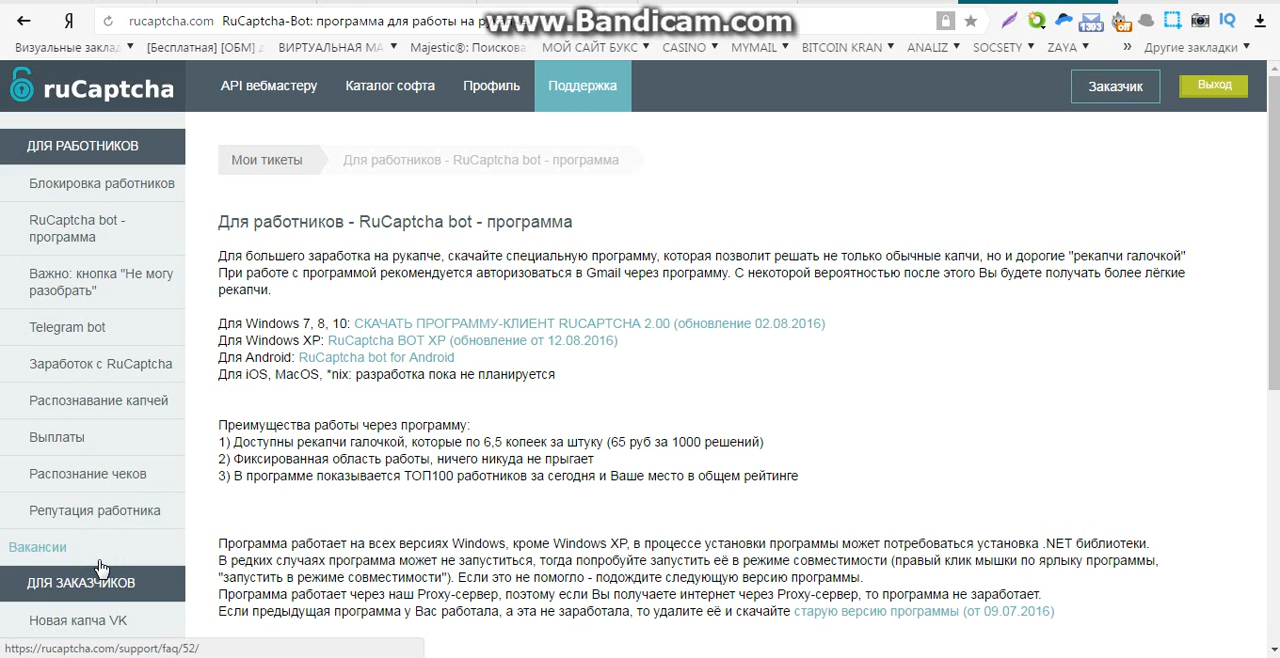 Я
rucaptcha.com RuCaptcha-Bot: программа для работы на
www.Bandicam.com
1393
off
IQ
Визуальные заклад
[Бесплатная] [ОБМ]
ВИРТУАЛЬНАЯ МА
Majestic®: Поискова
МОЙ САЙТ БУКС
CASINO
MYMAIL
BITCOIN KRAN
ANALIZ
SOCSETY
ZAYA
»
Другие закладки
ruCaptcha
API вебмастеру
Каталог софта
Профиль
Поддержка
Заказчик
Выход
ДЛЯ РАБОТНИКОВ
Блокировка работников
RuCaptcha bot -
программа
Важно: кнопка "Не могу
разобрать"
Telegram bot
Заработок с RuCaptcha
Распознавание капчей
Выплаты
Распознание чеков
Репутация работника
Вакансии
ДЛЯ ЗАКАЗЧИКОВ
Новая капча VK
https://rucaptcha.com/support/faq/52/
Мои тикеты
Для работников - RuCaptcha bot - программа
Для работников - RuCaptcha bot - программа
Для большего заработка на рукапче, скачайте специальную программу, которая позволит решать не только обычные капчи, но и дорогие "рекапчи галочкой"
При работе с программой рекомендуется авторизоваться в Gmail через программу. С некоторой вероятностью после этого Вы будете получать более лёгкие
рекапчи.
Для Windows 7, 8, 10: СКАЧАТЬ ПРОГРАММУ-КЛИЕНТ RUCAPTCHA 2.00 (обновление 02.08.2016)
Для Windows XP: RuCaptcha BOT XP (обновление от 12.08.2016)
Для Android: RuCaptcha bot for Android
Для iOS, MacOS, *nix: разработка пока не планируется
Преимущества работы через программу:
1) Доступны рекапчи галочкой, которые по 6,5 копеек за штуку (65 руб за 1000 решений)
2) Фиксированная область работы, ничего никуда не прыгает
3) В программе показывается ТОП100 работников за сегодня и Ваше место в общем рейтинге
Программа работает на всех версиях Windows, кроме Windows XP, в процессе установки программы может потребоваться установка .NET библиотеки.
В редких случаях программа может не запуститься, тогда попробуйте запустить её в режиме совместимости (правый клик мышки по ярлыку программы,
"запустить в режиме совместимости"). Если это не помогло - подождите следующую версию программы.
Программа работает через наш Proxy-сервер, поэтому если Вы получаете интернет через Proxy-сервер, то программа не заработает.
Если предыдущая программа у Вас работала, а эта не заработала, то удалите её и скачайте старую версию программы (от 09.07.2016)